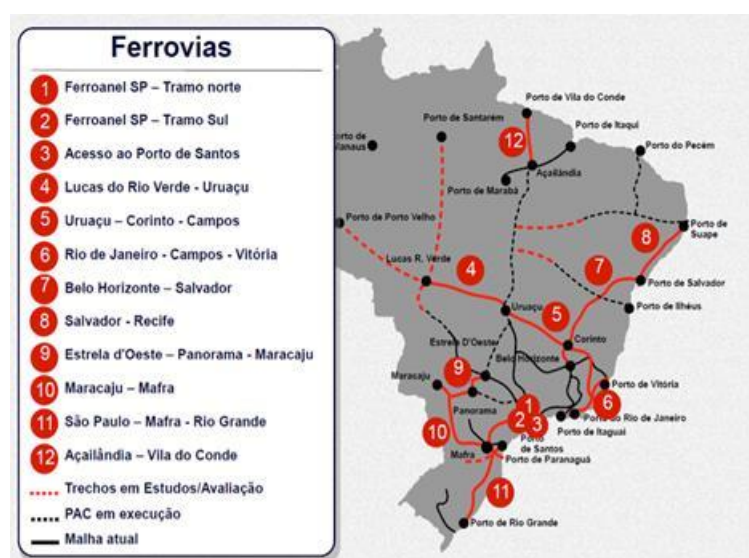 Ferrovias
1 Ferroanel SP – Tramo norte
2 Ferroanel SP – Tramo Sul
3 Acesso ao Porto de Santos
4 Lucas do Rio Verde - Uruaçu
5 Uruaçu – Corinto - Campos
6 Rio de Janeiro - Campos - Vitória
7 Belo Horizonte – Salvador
8 Salvador - Recife
9 Estrela d'Oeste – Panorama - Maracaju
10 Maracaju – Mafra
11 São Paulo – Mafra - Rio Grande
12 Açailândia – Vila do Conde
Trechos em Estudos/Avaliação
PAC em execução
Malha atual
Porto de Vila do Conde
Porto de Santarém
Porto de Itaqui
12
Porto do Pecém
Açailândia
Porto de Marabá
Porto de Porto Velho
Porto de
Suape
8
Lucas R. Verde
4
7
Porto de Salvador
Uruaçu
5
Porto de Ilhéus
Corinto
Estrela D'Oeste
Belo Horizonte
9
Maracaju
Porto de Vitória
6
Panorama
1
2
3
Porto do Rio de Janeiro
Porto de Itaguai
10
Porto
de Santos
Mafra
Porto de Paranaguá
11
Porto de Rio Grande